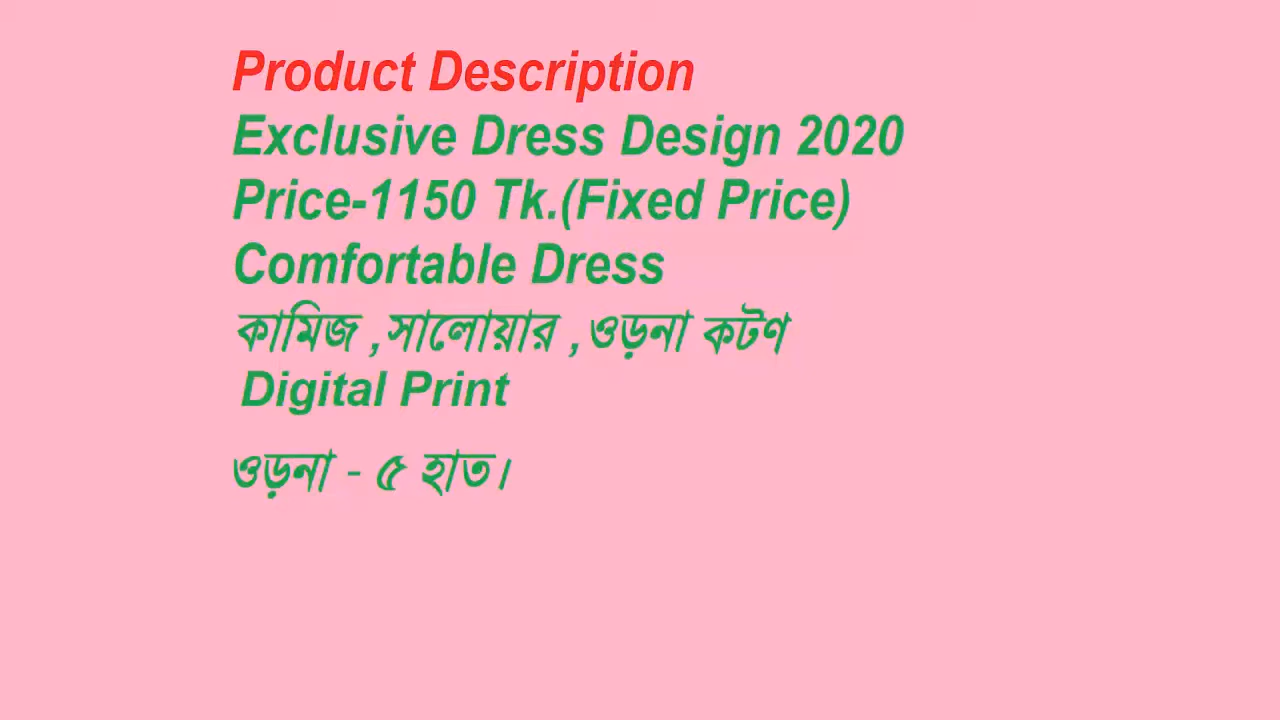 Product Description
Exclusive Dress Design 2020
Price-1150 Tk.(Fixed Price)
Comfortable Dress
কামিজ ,সালোয়ার ,ওড়না কটণ
Digital Print
ওড়না - ৫ হাত।